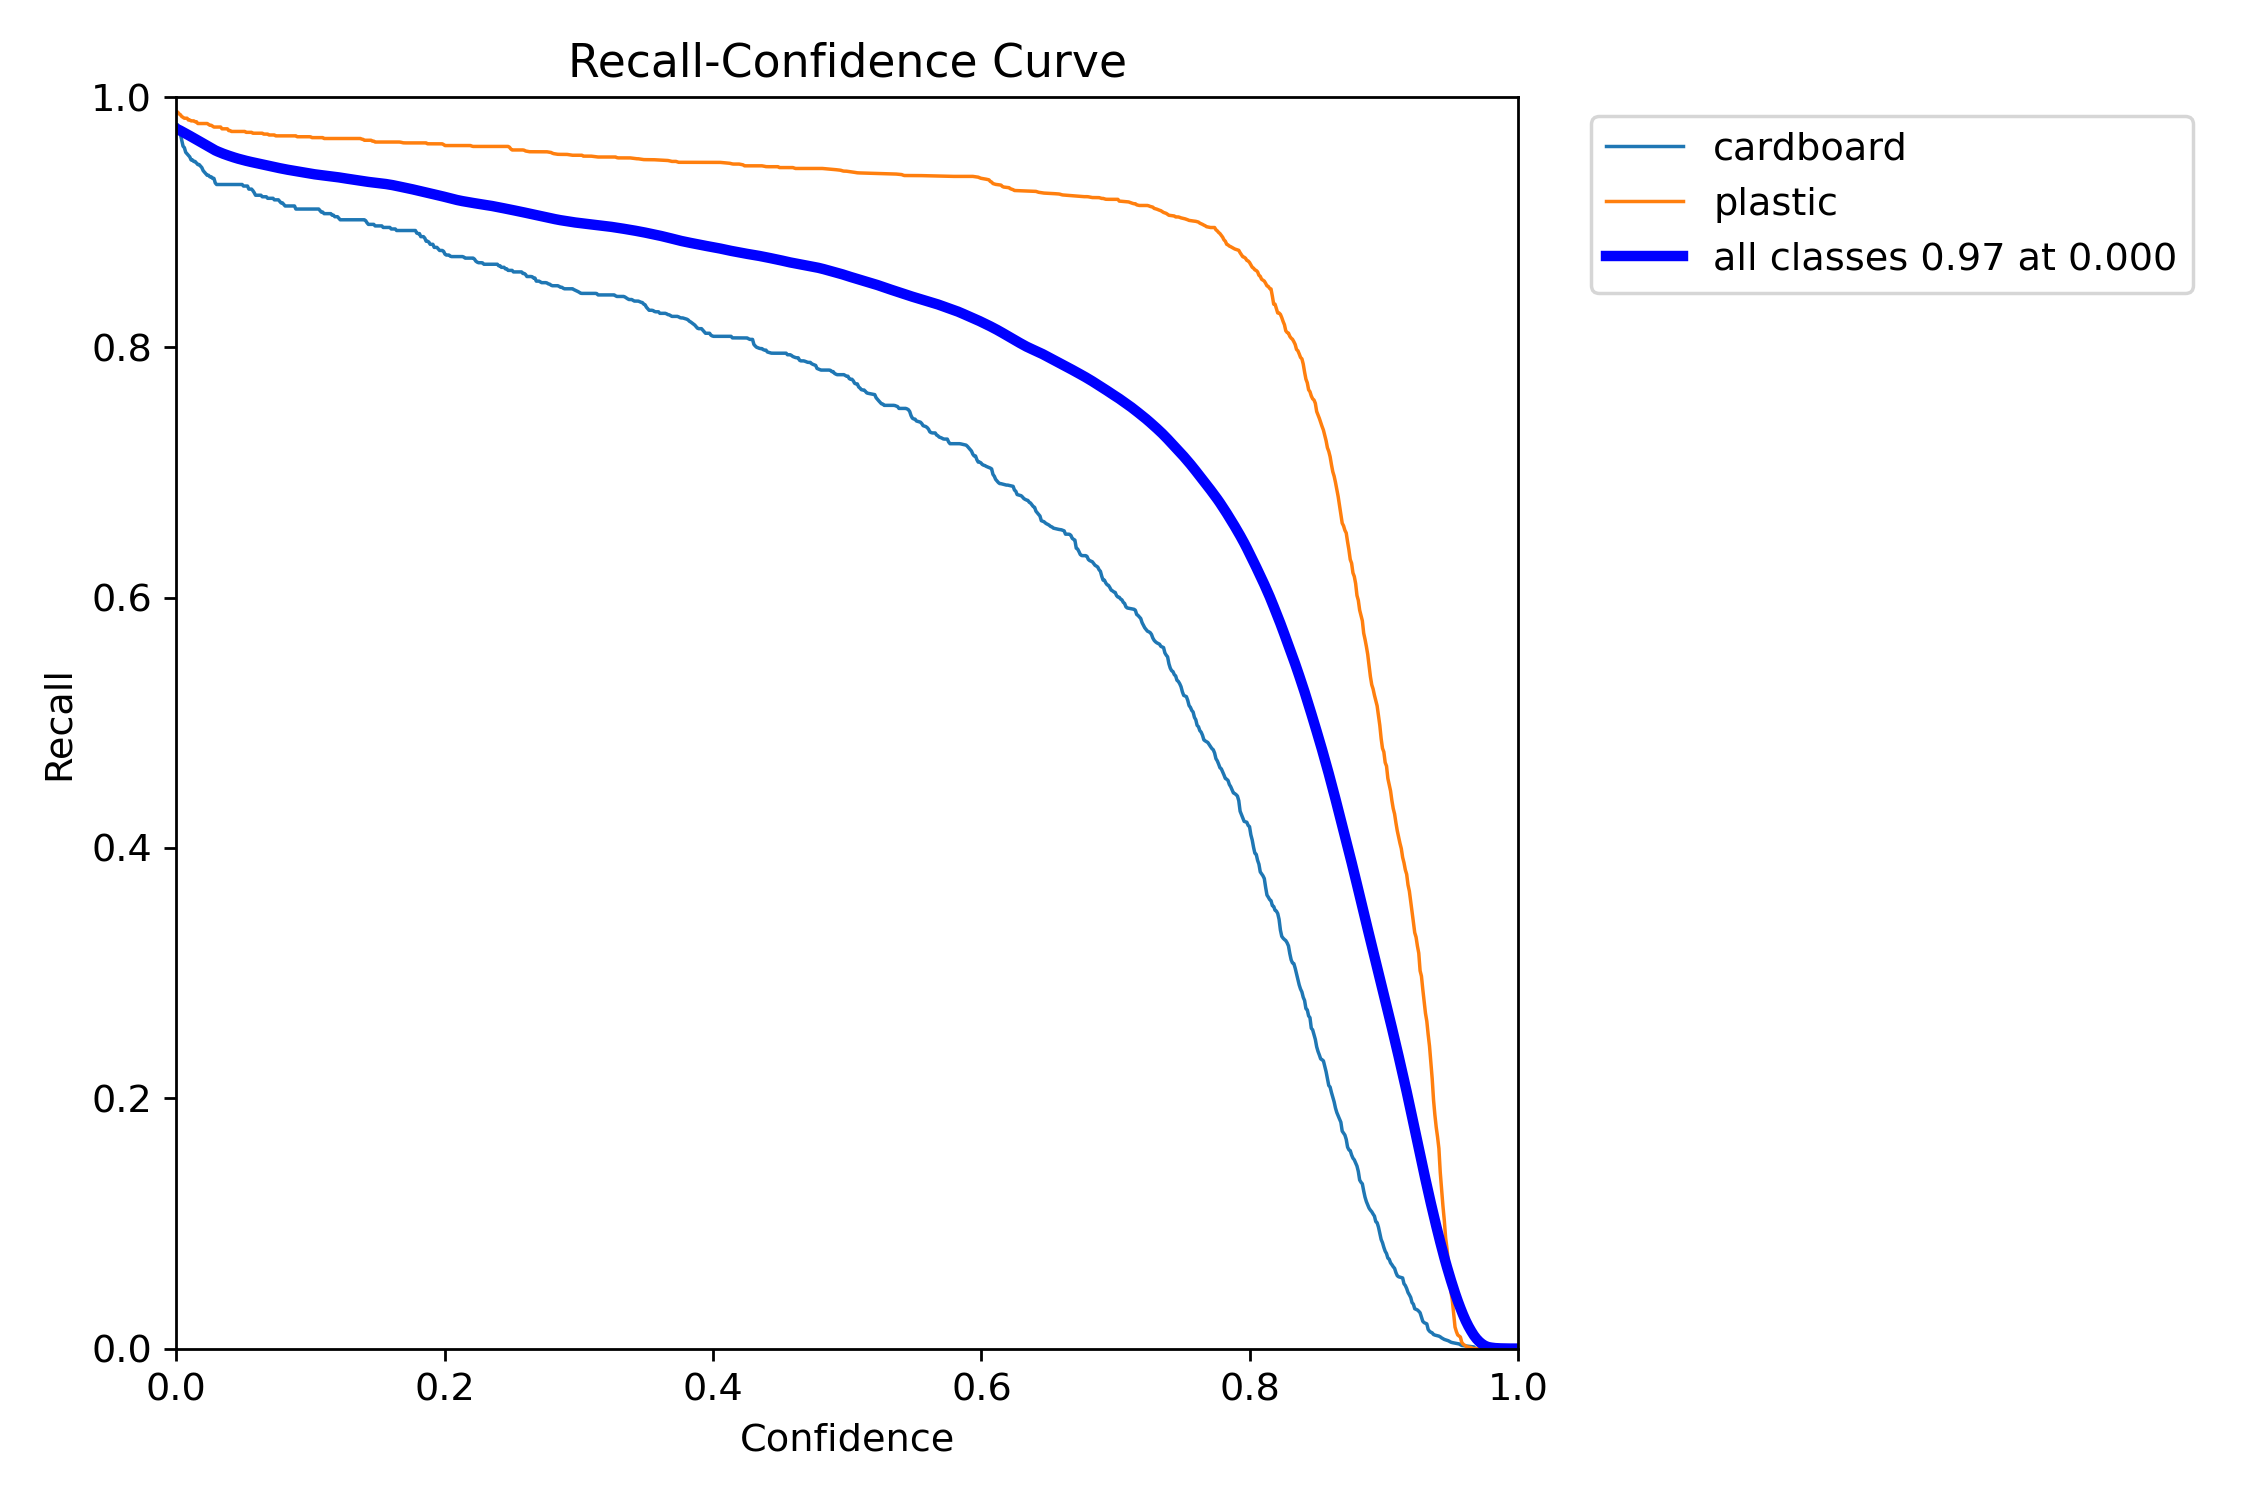 Recall-Confidence Curve
cardboard
plastic
all classes 0.97 at 0.000
1.0
0.8
0.6
0.4
0.2
0.0
Recall
0.0 0.2 0.4 0.6 0.8 1.0
Confidence